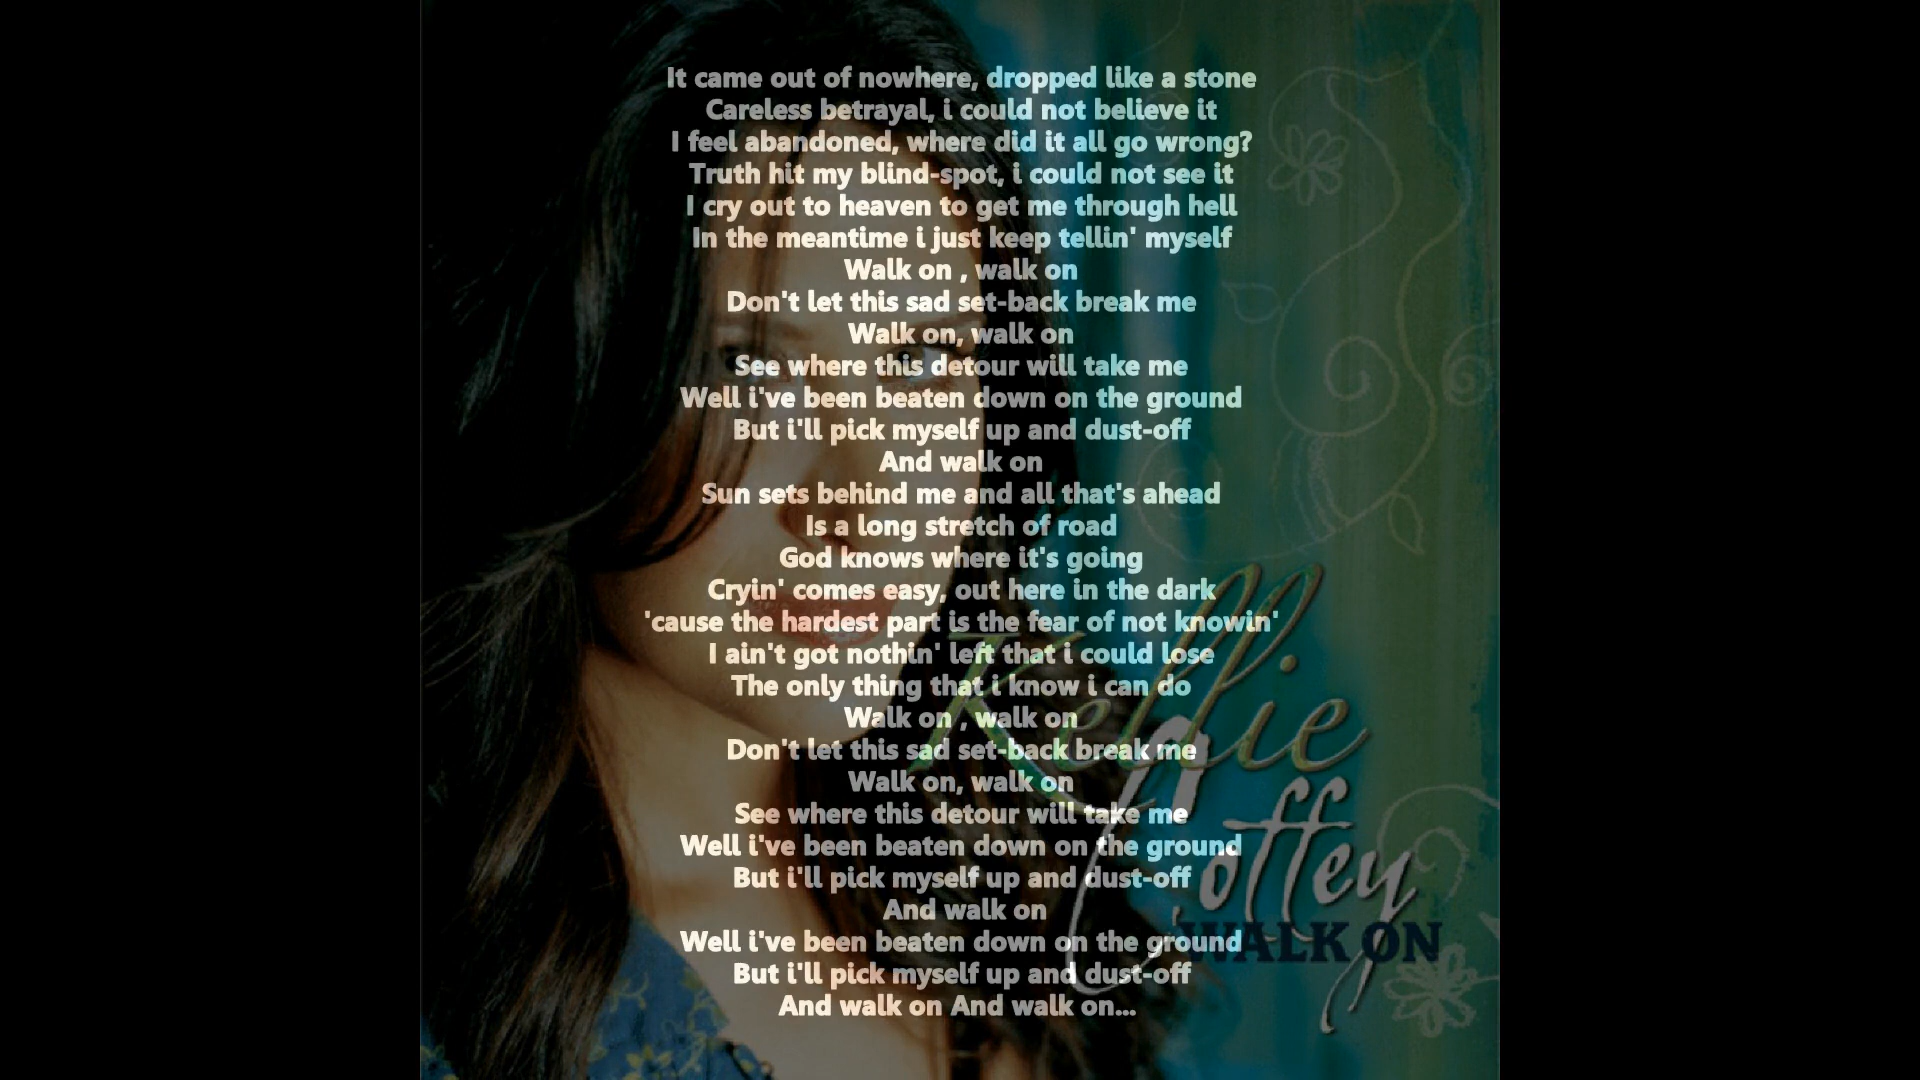 It came out of nowhere, dropped like a stone
Careless betrayal, i could not believe it
I feel abandoned, where did it all go wrong?
Truth hit my blind-spot, i could not see it
I cry out to heaven to get me through hell
In the meantime i just keep tellin' myself
Walk on , walk on
Don't let this sad set-back break me
Walk on, walk on
See where this detour will take me
Well i've been beaten down on the ground
But i'll pick myself up and dust-off
And walk on
Sun sets behind me and all that's ahead
Is a long stretch of road
God knows where it's going
Cryin' comes easy, out here in the dark
'cause the hardest part is the fear of not knowin'
I ain't got nothin' left that i could lose
The only thing that i know i can do
Walk on , walk on
Don't let this sad set-back break me
Walk on, walk on
See where this detour will take me
Well i've been beaten down on the ground
But i'll pick myself up and dust-off
And walk on
Well i've been beaten down on the ground
But i'll pick myself up and dust-off
And walk on And walk on...
Kellie
Coffey
WALK ON